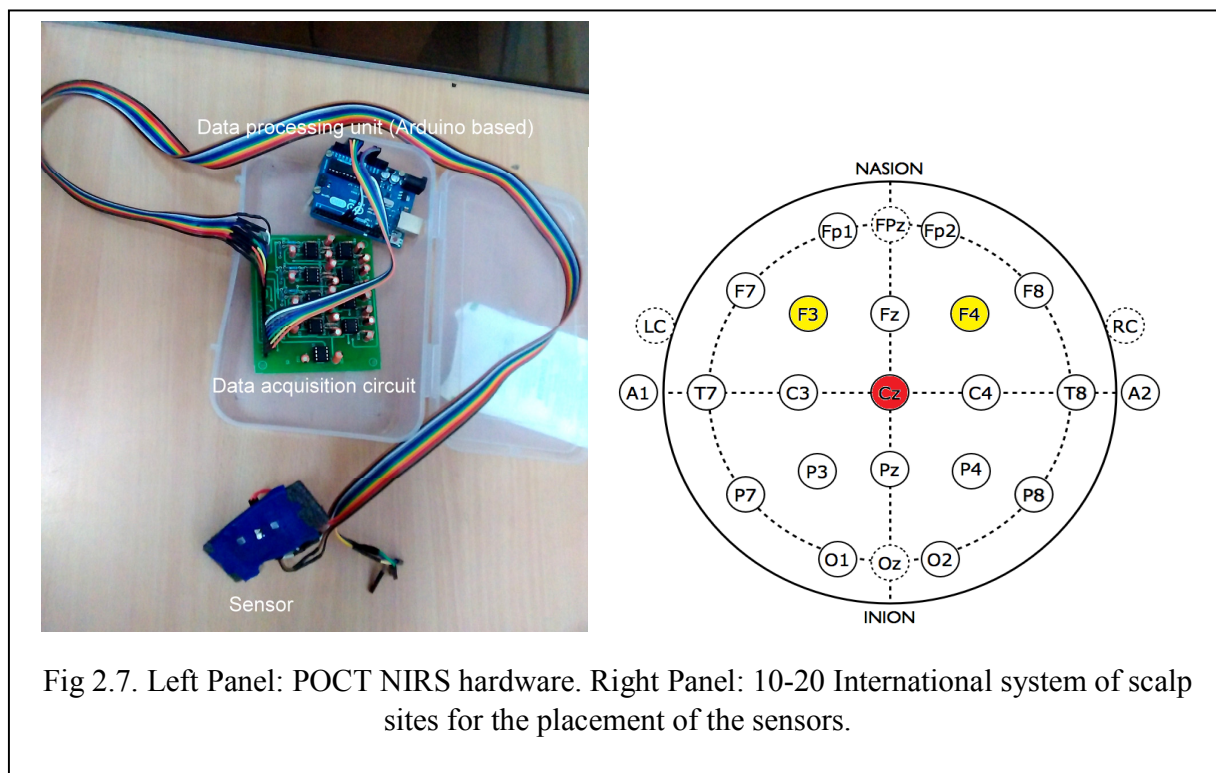 Data processing unit (Arduino based)
Data acquisition circuit
Sensor
NASION
Fp1 FPz Fp2
F7 F8
F3 Fz F4
LC RC
A1 T7 C3 Cz C4 T8 A2
P3 Pz P4
P7 P8
O1 Oz O2
INION
Fig 2.7. Left Panel: POCT NIRS hardware. Right Panel: 10-20 International system of scalp
sites for the placement of the sensors.